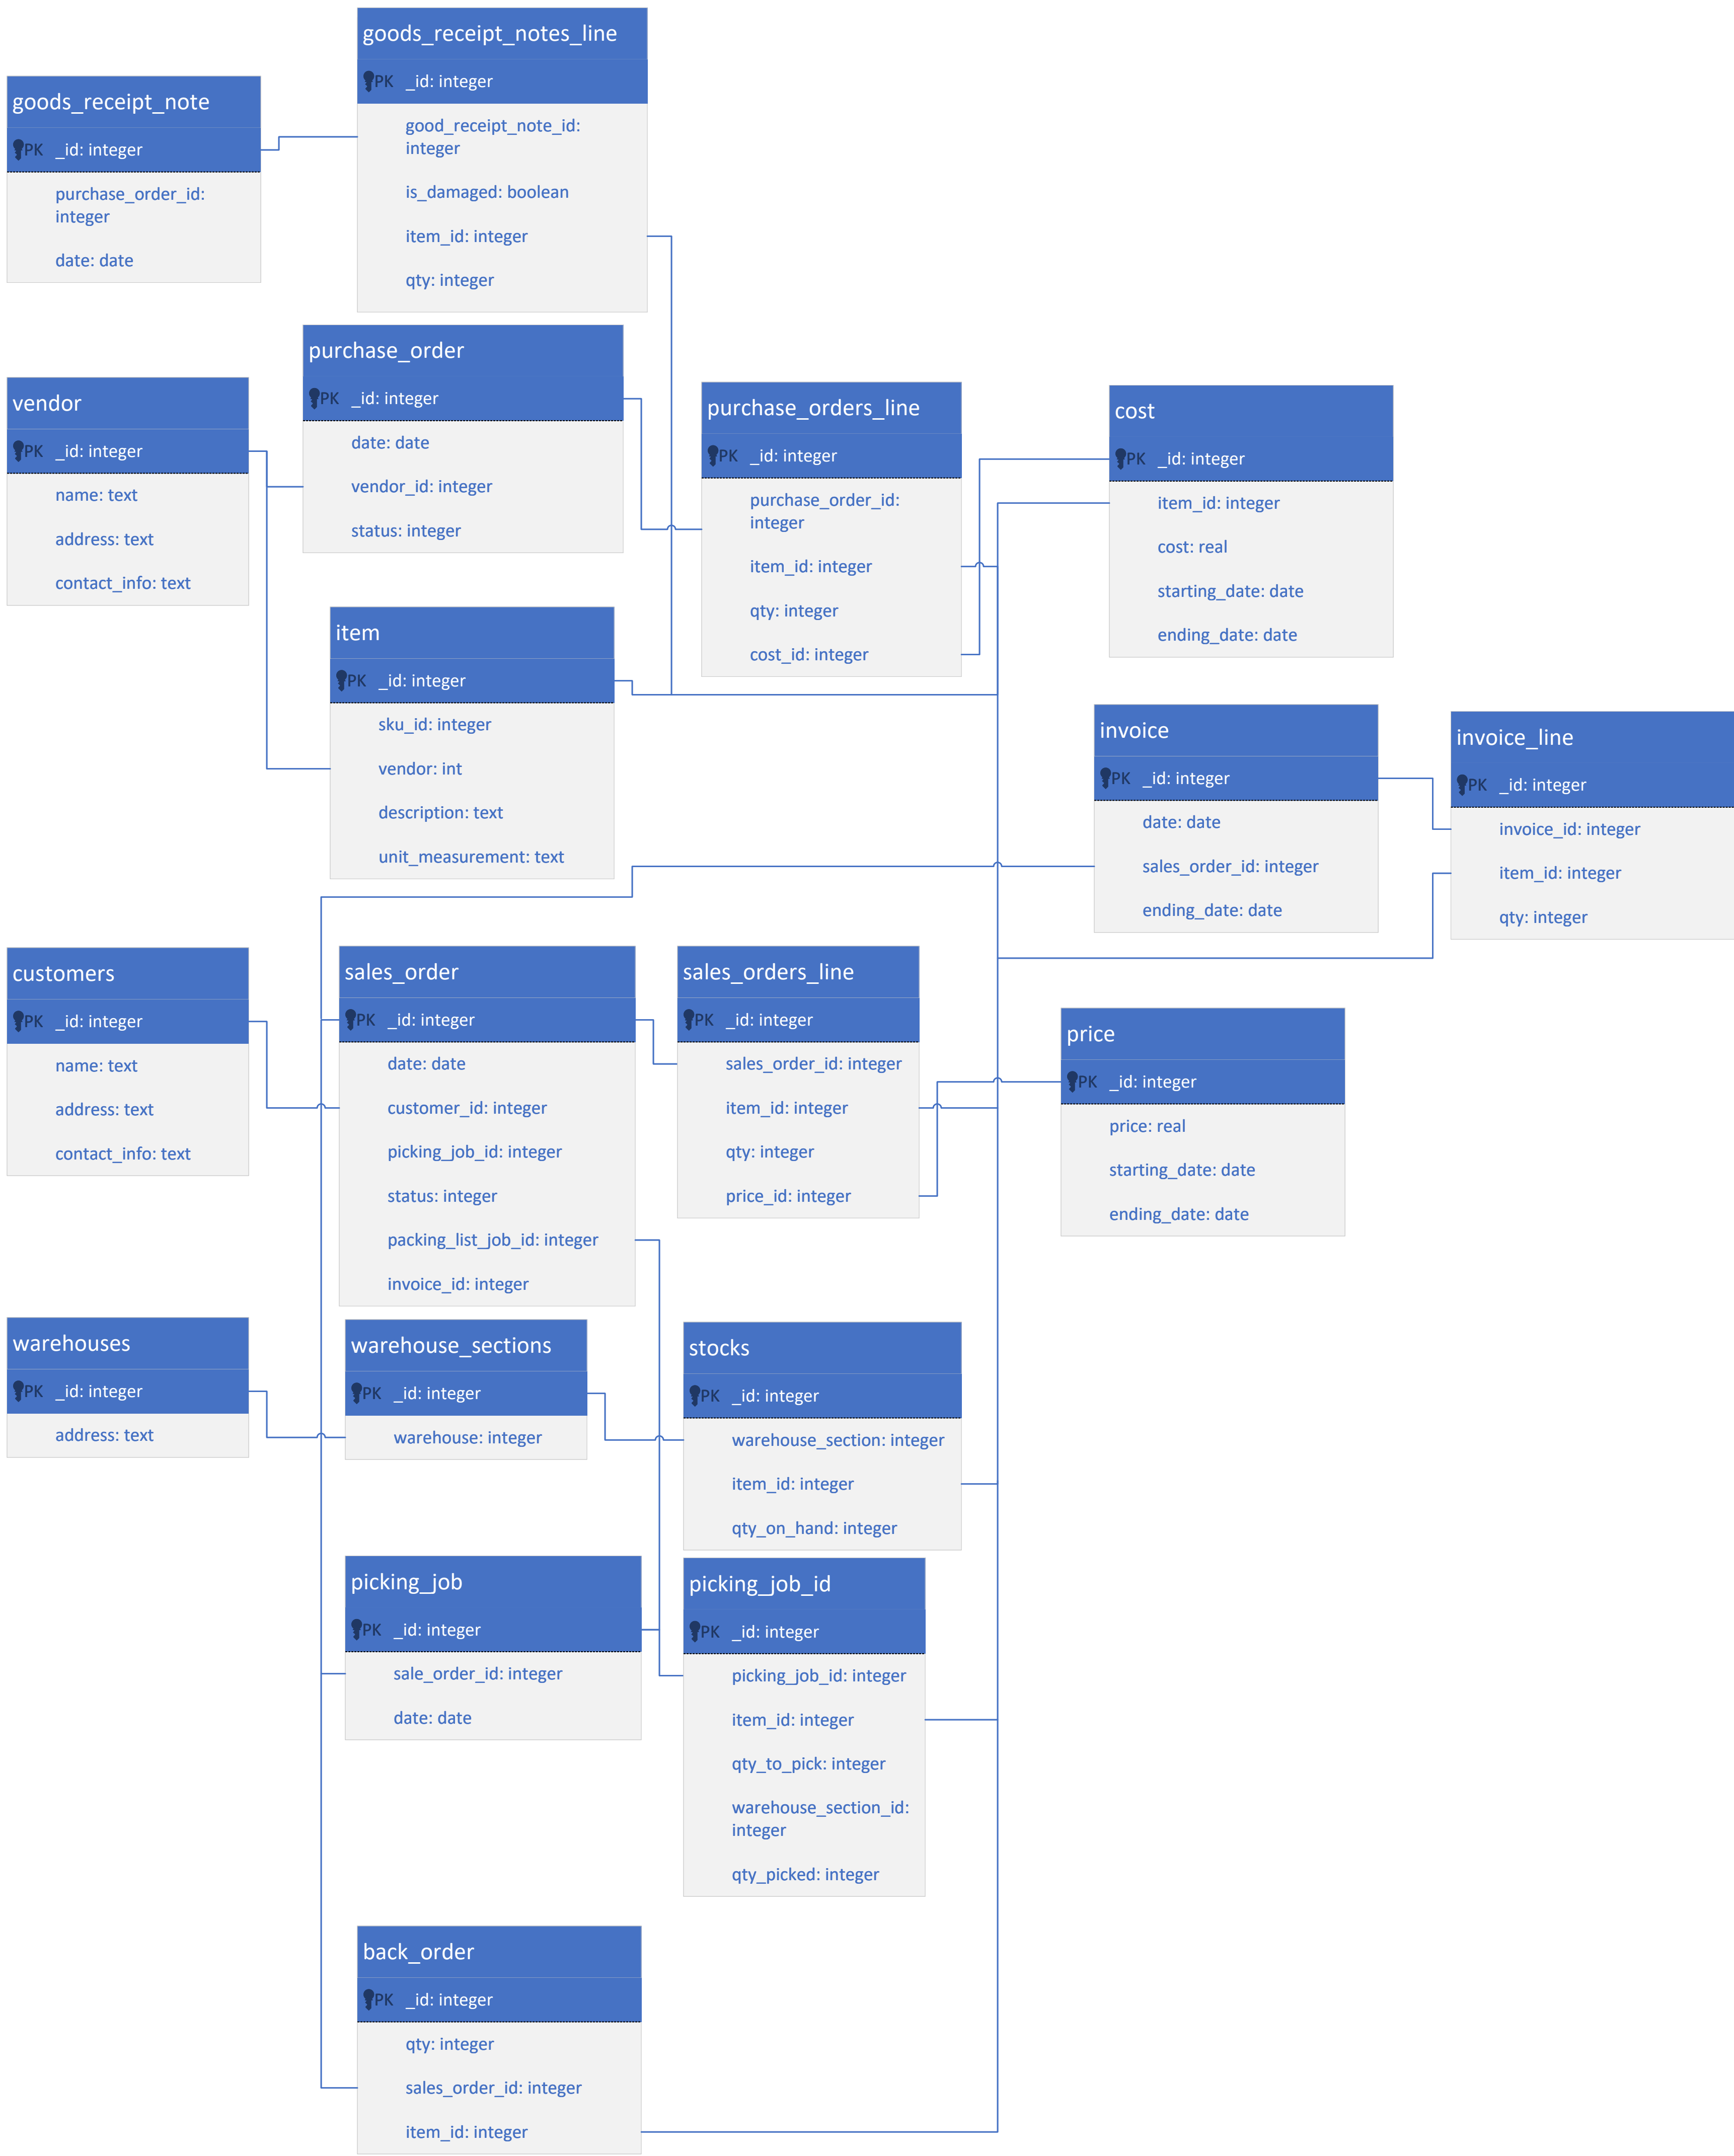 goods_receipt_notes_line
PK _id: integer
good_receipt_note_id:
integer
is_damaged: boolean
item_id: integer
qty: integer
goods_receipt_note
PK _id: integer
purchase_order_id:
integer
date: date
purchase_order
PK _id: integer
date: date
vendor_id: integer
status: integer
vendor
PK _id: integer
name: text
address: text
contact_info: text
purchase_orders_line
PK _id: integer
purchase_order_id:
integer
item_id: integer
qty: integer
cost_id: integer
cost
PK _id: integer
item_id: integer
cost: real
starting_date: date
ending_date: date
item
PK _id: integer
sku_id: integer
vendor: int
description: text
unit_measurement: text
invoice
PK _id: integer
date: date
sales_order_id: integer
ending_date: date
invoice_line
PK _id: integer
invoice_id: integer
item_id: integer
qty: integer
customers
PK _id: integer
name: text
address: text
contact_info: text
sales_order
PK _id: integer
date: date
customer_id: integer
picking_job_id: integer
status: integer
packing_list_job_id: integer
invoice_id: integer
sales_orders_line
PK _id: integer
sales_order_id: integer
item_id: integer
qty: integer
price_id: integer
price
PK _id: integer
price: real
starting_date: date
ending_date: date
warehouses
PK _id: integer
address: text
warehouse_sections
PK _id: integer
warehouse: integer
stocks
PK _id: integer
warehouse_section: integer
item_id: integer
qty_on_hand: integer
picking_job
PK _id: integer
sale_order_id: integer
date: date
picking_job_id
PK _id: integer
picking_job_id: integer
item_id: integer
qty_to_pick: integer
warehouse_section_id:
integer
qty_picked: integer
back_order
PK _id: integer
qty: integer
sales_order_id: integer
item_id: integer